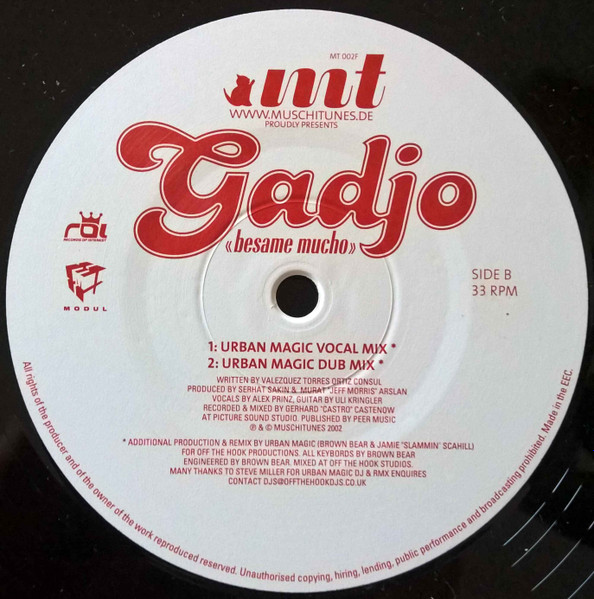 MT 002F
mt
WWW.MUSCHITUNES.DE
PROUDLY PRESENTS
Gadjo
«besame mucho»
roi
RECORDS OF INTEREST
MODUL
SIDE B
33 RPM
1: URBAN MAGIC VOCAL MIX *
2: URBAN MAGIC DUB MIX *
WRITTEN BY VALEZQUEZ TORRES ORTIZ CONSUL
PRODUCED BY SERHAT SAKIN & MURAT "JEFF MORRIS" ARSLAN
VOCALS BY ALEX PRINZ, GUITAR BY ULI KRINGLER
RECORDED & MIXED BY GERHARD "CASTRO" CASTENOW
AT PICTURE SOUND STUDIO. PUBLISHED BY PEER MUSIC
℗ & © MUSCHITUNES 2002
* ADDITIONAL PRODUCTION & REMIX BY URBAN MAGIC (BROWN BEAR & JAMIE "SLAMMIN" SCAHILL)
FOR OFF THE HOOK PRODUCTIONS. ALL KEYBORDS BY BROWN BEAR
ENGINEERED BY BROWN BEAR. MIXED AT OFF THE HOOK STUDIOS.
MANY THANKS TO STEVE MILLER FOR URBAN MAGIC DJ & RMX ENQUIRES
CONTACT DJS@OFFTHEHOOKDJS.CO.UK
All rights of the producer and of the owner of the work reproduced reserved. Unauthorised copying, hiring, lending, public performance and broadcasting prohibited. Made in the EEC.